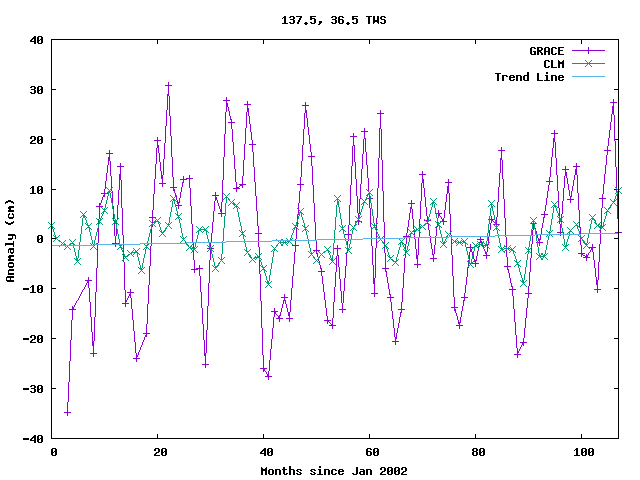 137.5, 36.5 TWS
GRACE
CLM
Trend Line
Anomaly (cm)
40
30
20
10
0
-10
-20
-30
-40
0 20 40 60 80 100
Months since Jan 2002